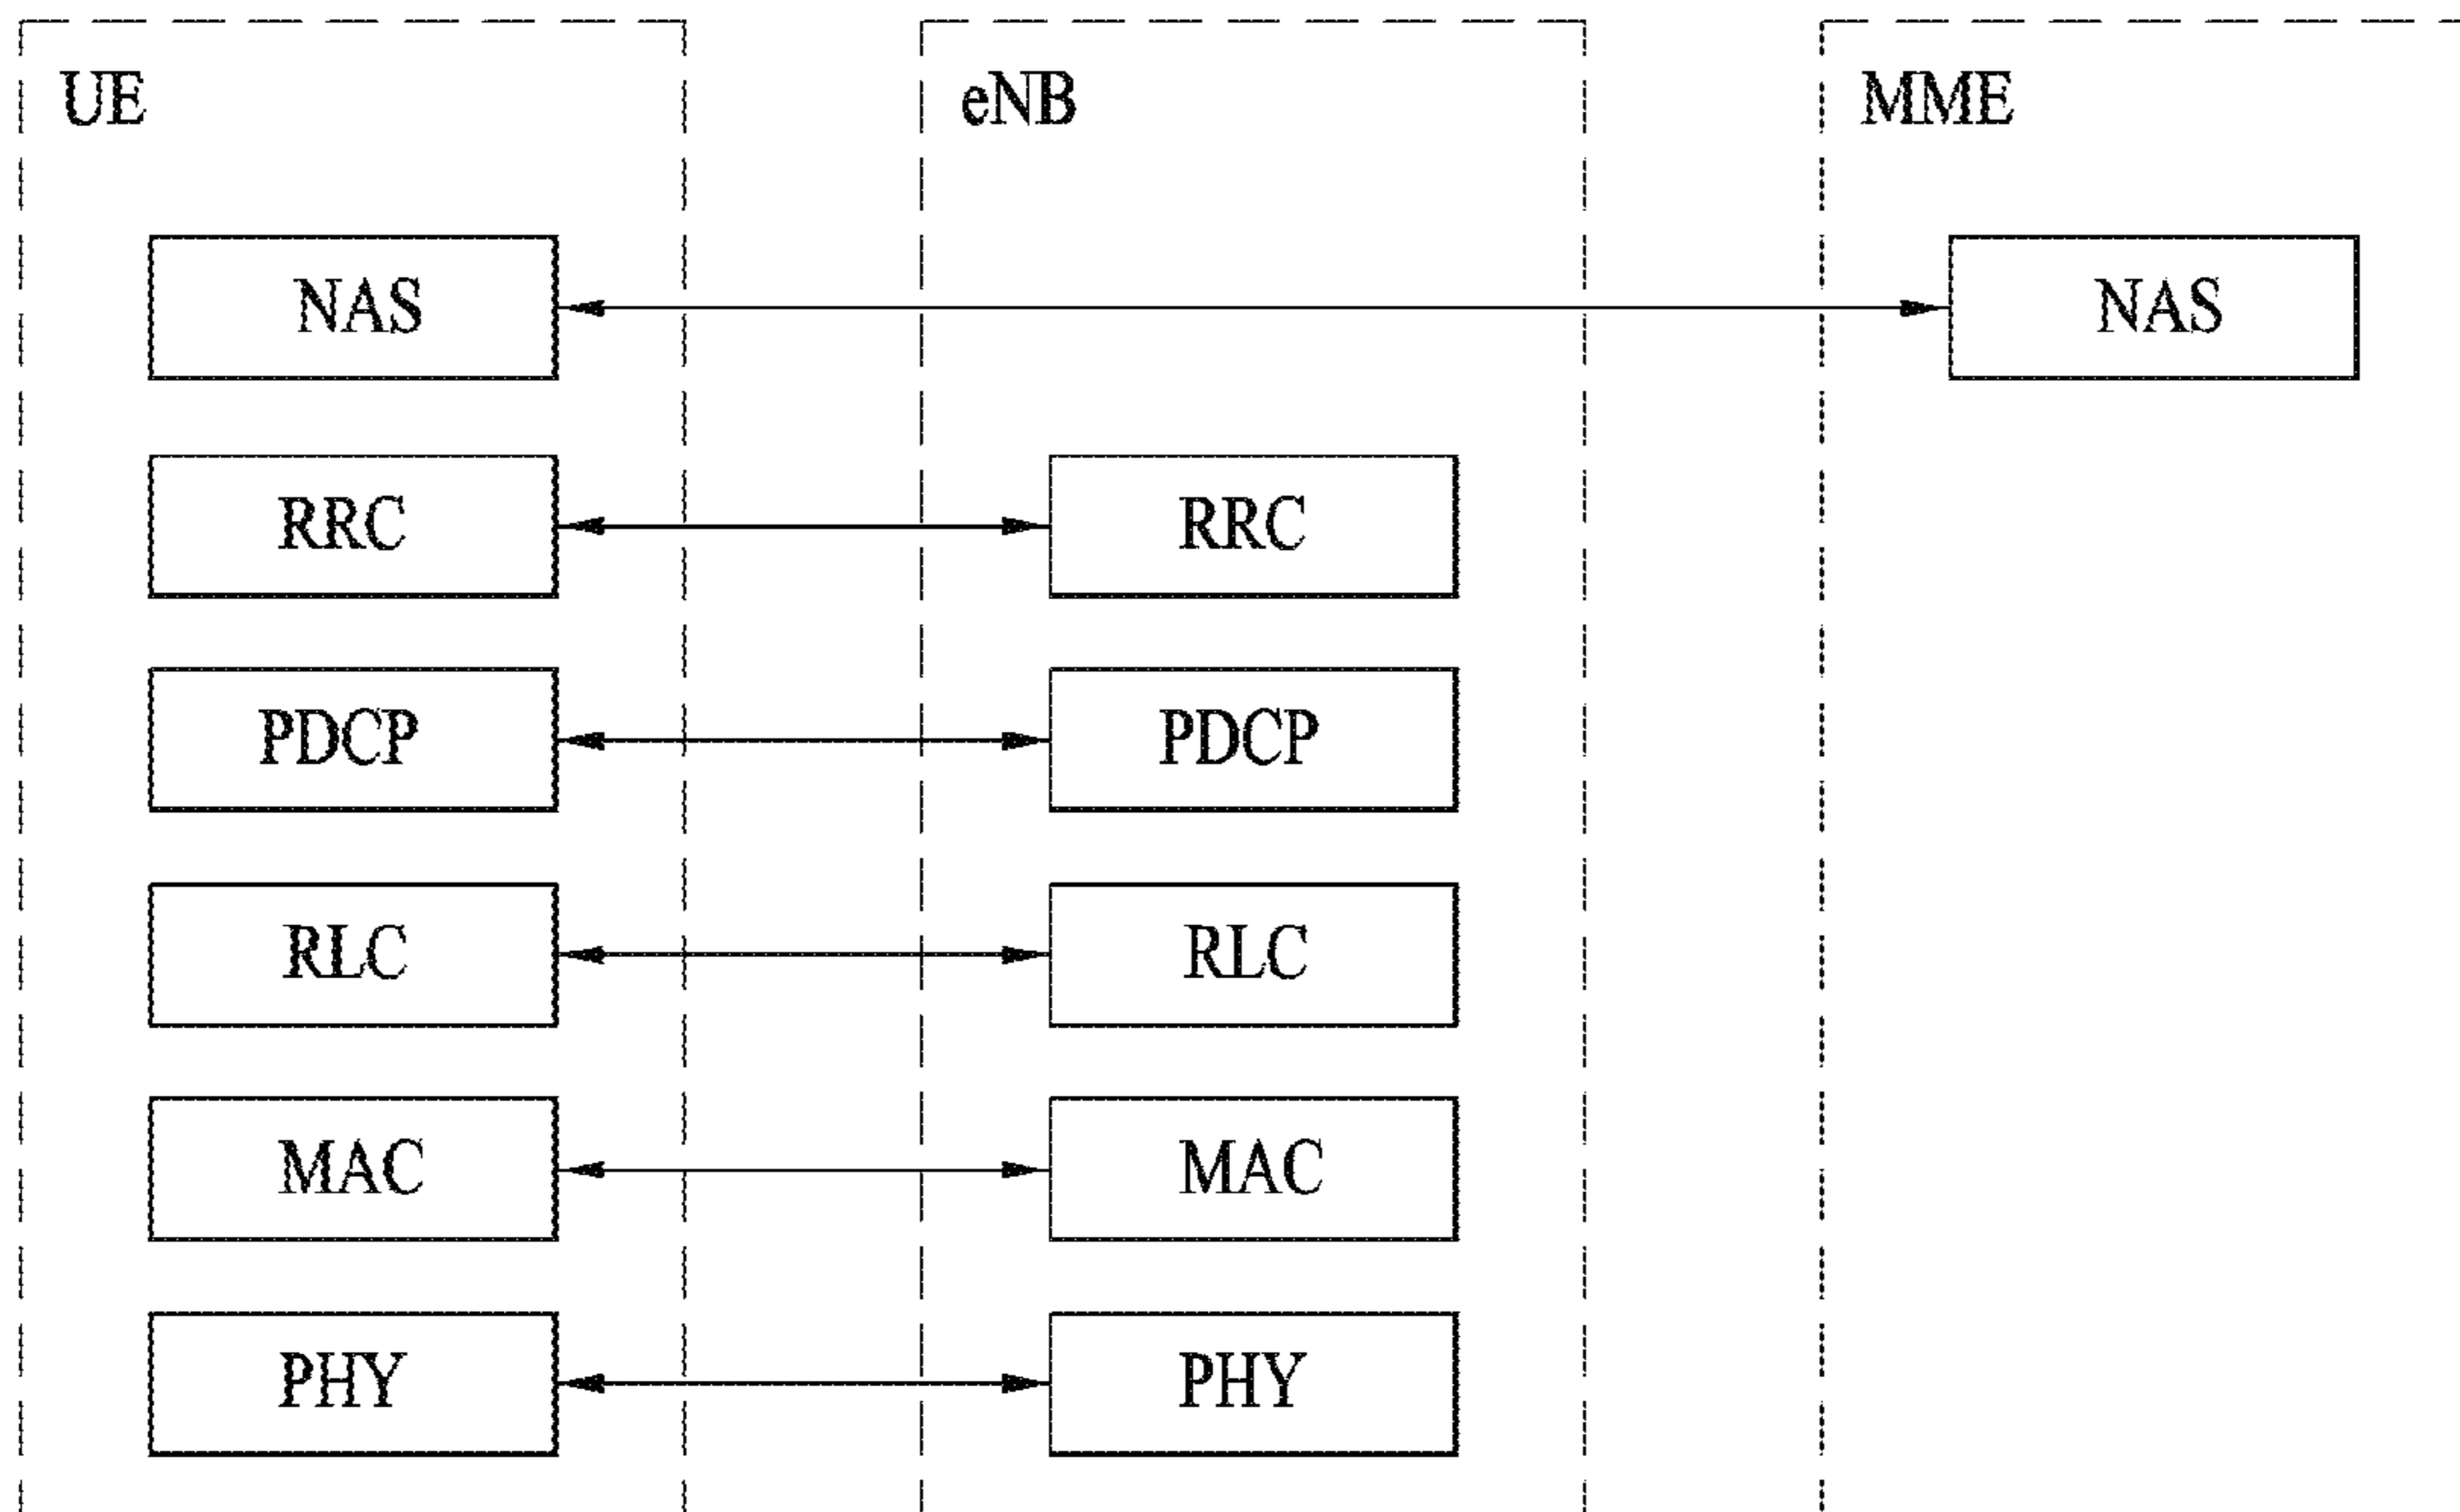 UE eNB MME
NAS NAS
RRC RRC
PDCP PDCP
RLC RLC
MAC MAC
PHY PHY